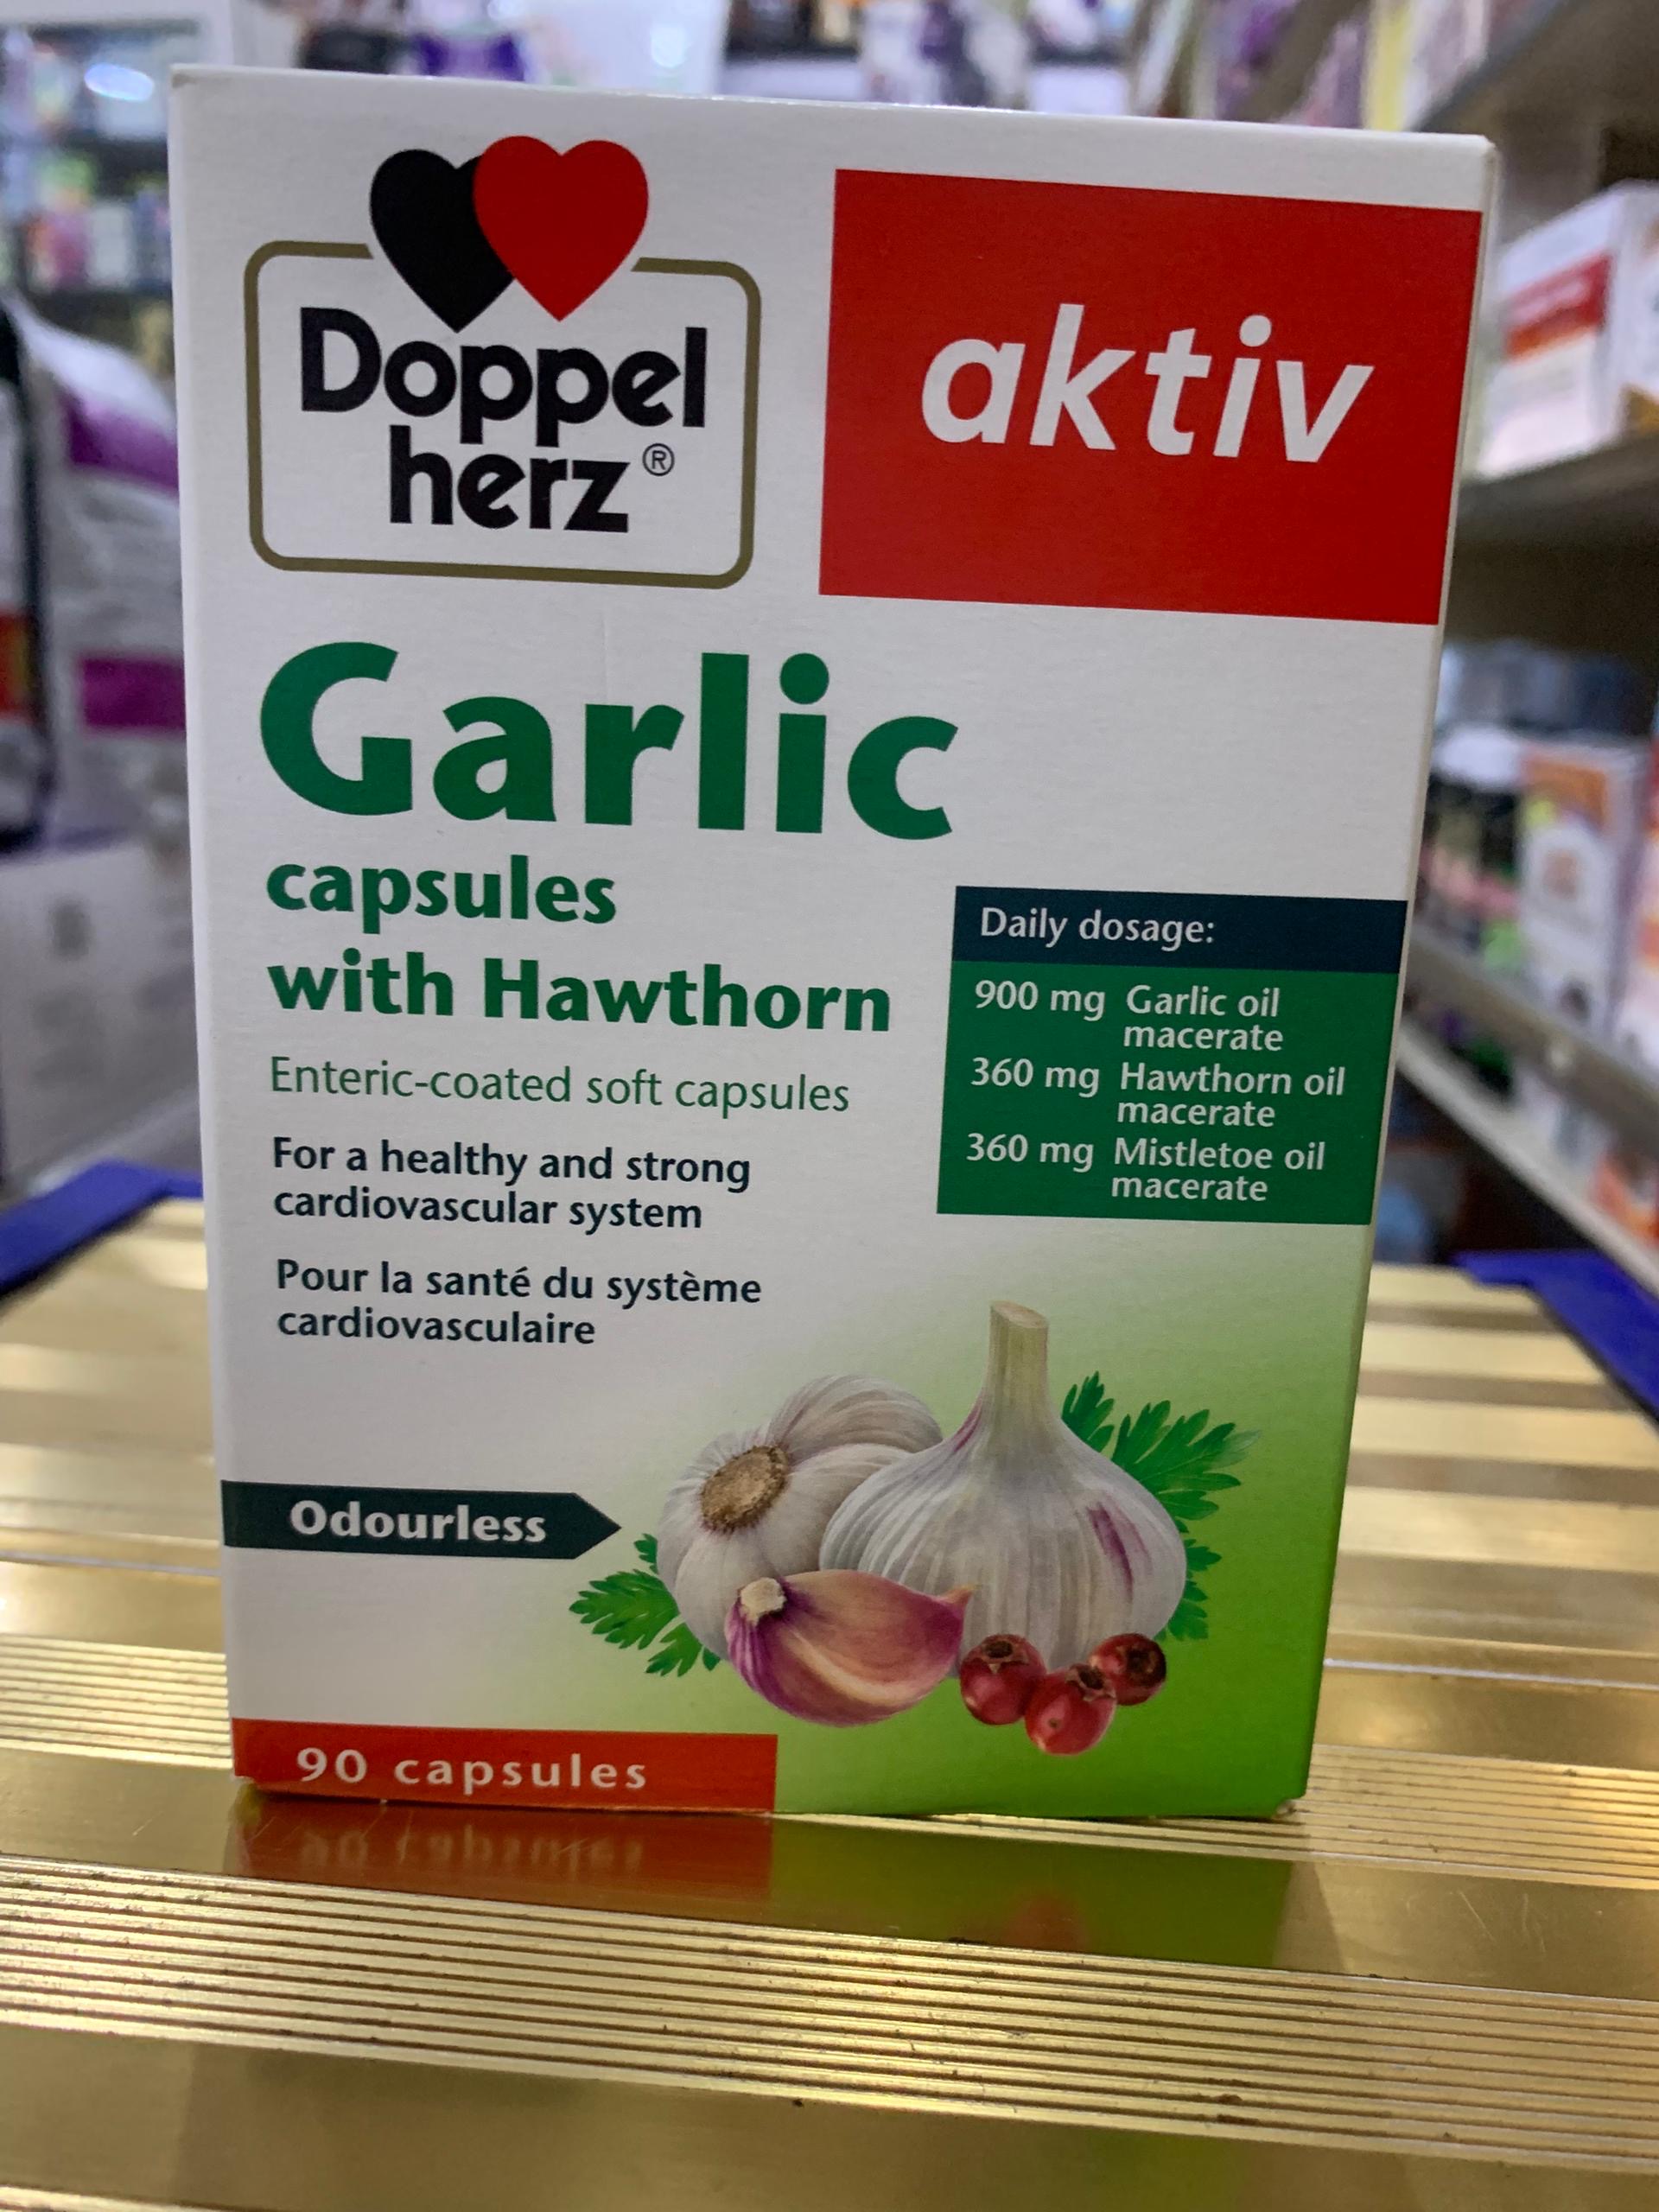 Doppel
herz®
aktiv
Garlic
capsules
with Hawthorn
Enteric-coated soft capsules
For a healthy and strong
cardiovascular system
Pour la santé du système
cardiovasculaire
Daily dosage:
900 mg Garlic oil
macerate
360 mg Hawthorn oil
macerate
360 mg Mistletoe oil
macerate
Odourless
90 capsules